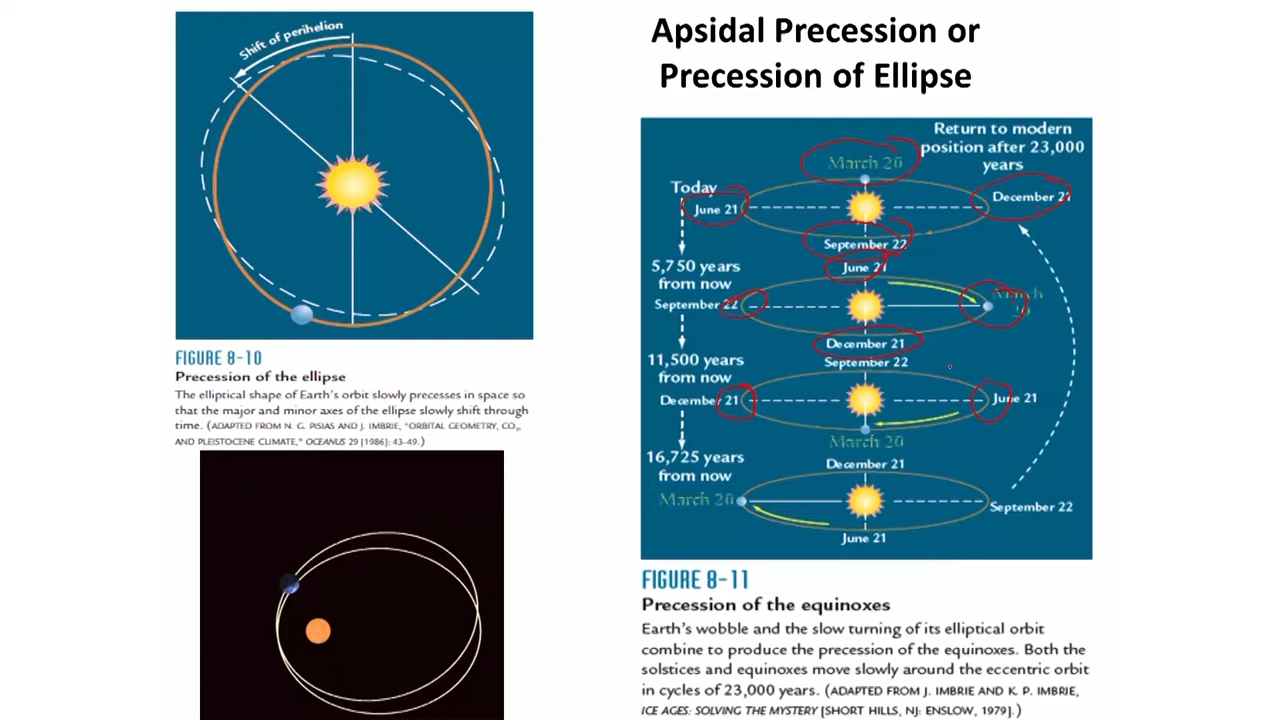 Apsidal Precession or
Precession of Ellipse
Shift of perihelion
FIGURE 8-10
Precession of the ellipse
The elliptical shape of Earth's orbit slowly precesses in space so
that the major and minor axes of the ellipse slowly shift through
time. (ADAPTED FROM N. G. PISIAS AND J. IMBRIE, "ORBITAL GEOMETRY, CO₂,
AND PLEISTOCENE CLIMATE," OCEANUS 29 [1986]: 43-49.)
Return to modern
position after 23,000
years
March 20
Today
June 21
December 21
September 22
5,750 years
from now
June 21
September 22
March
20
December 21
11,500 years
from now
September 22
December 21
June 21
March 20
16,725 years
from now
December 21
March 20
September 22
June 21
FIGURE 8-11
Precession of the equinoxes
Earth's wobble and the slow turning of its elliptical orbit
combine to produce the precession of the equinoxes. Both the
solstices and equinoxes move slowly around the eccentric orbit
in cycles of 23,000 years. (ADAPTED FROM J. IMBRIE AND K. P. IMBRIE,
ICE AGES: SOLVING THE MYSTERY [SHORT HILLS, NJ: ENSLOW, 1979].)